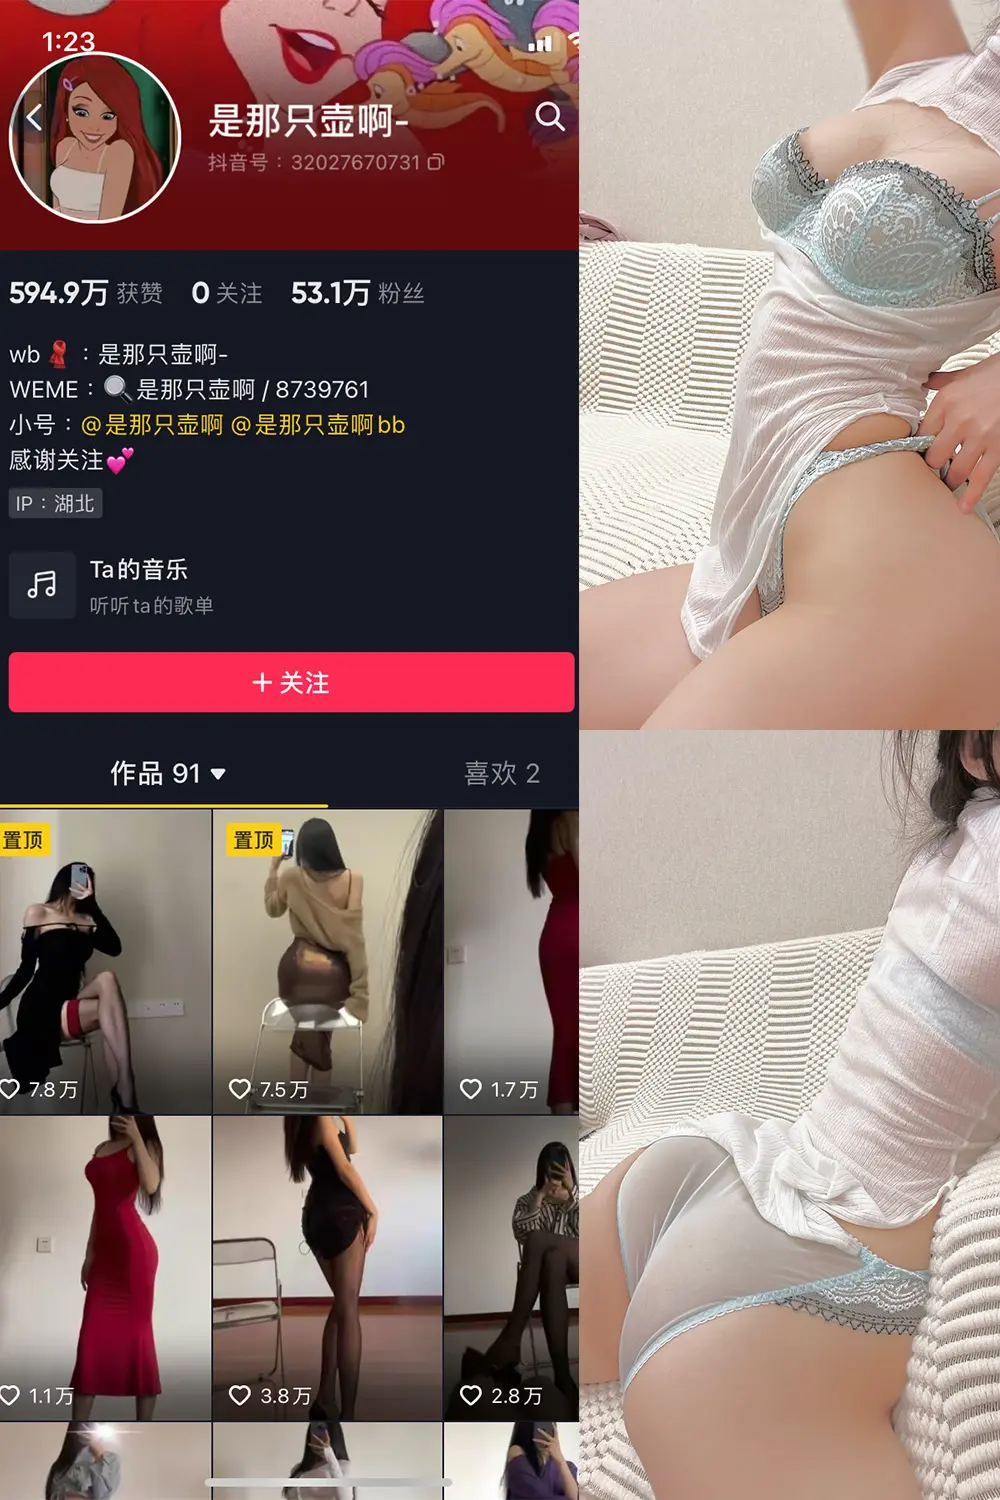 1:23
是那只壶啊-
抖音号：32027670731
594.9万 获赞 0 关注 53.1万 粉丝
wb ：是那只壶啊-
WEME：是那只壶啊 / 8739761
小号：@是那只壶啊 @是那只壶啊bb
感谢关注
IP：湖北
Ta的音乐
听听ta的歌单
+ 关注
作品 91 喜欢 2
置顶 置顶
7.8万 7.5万 1.7万
1.1万 3.8万 2.8万